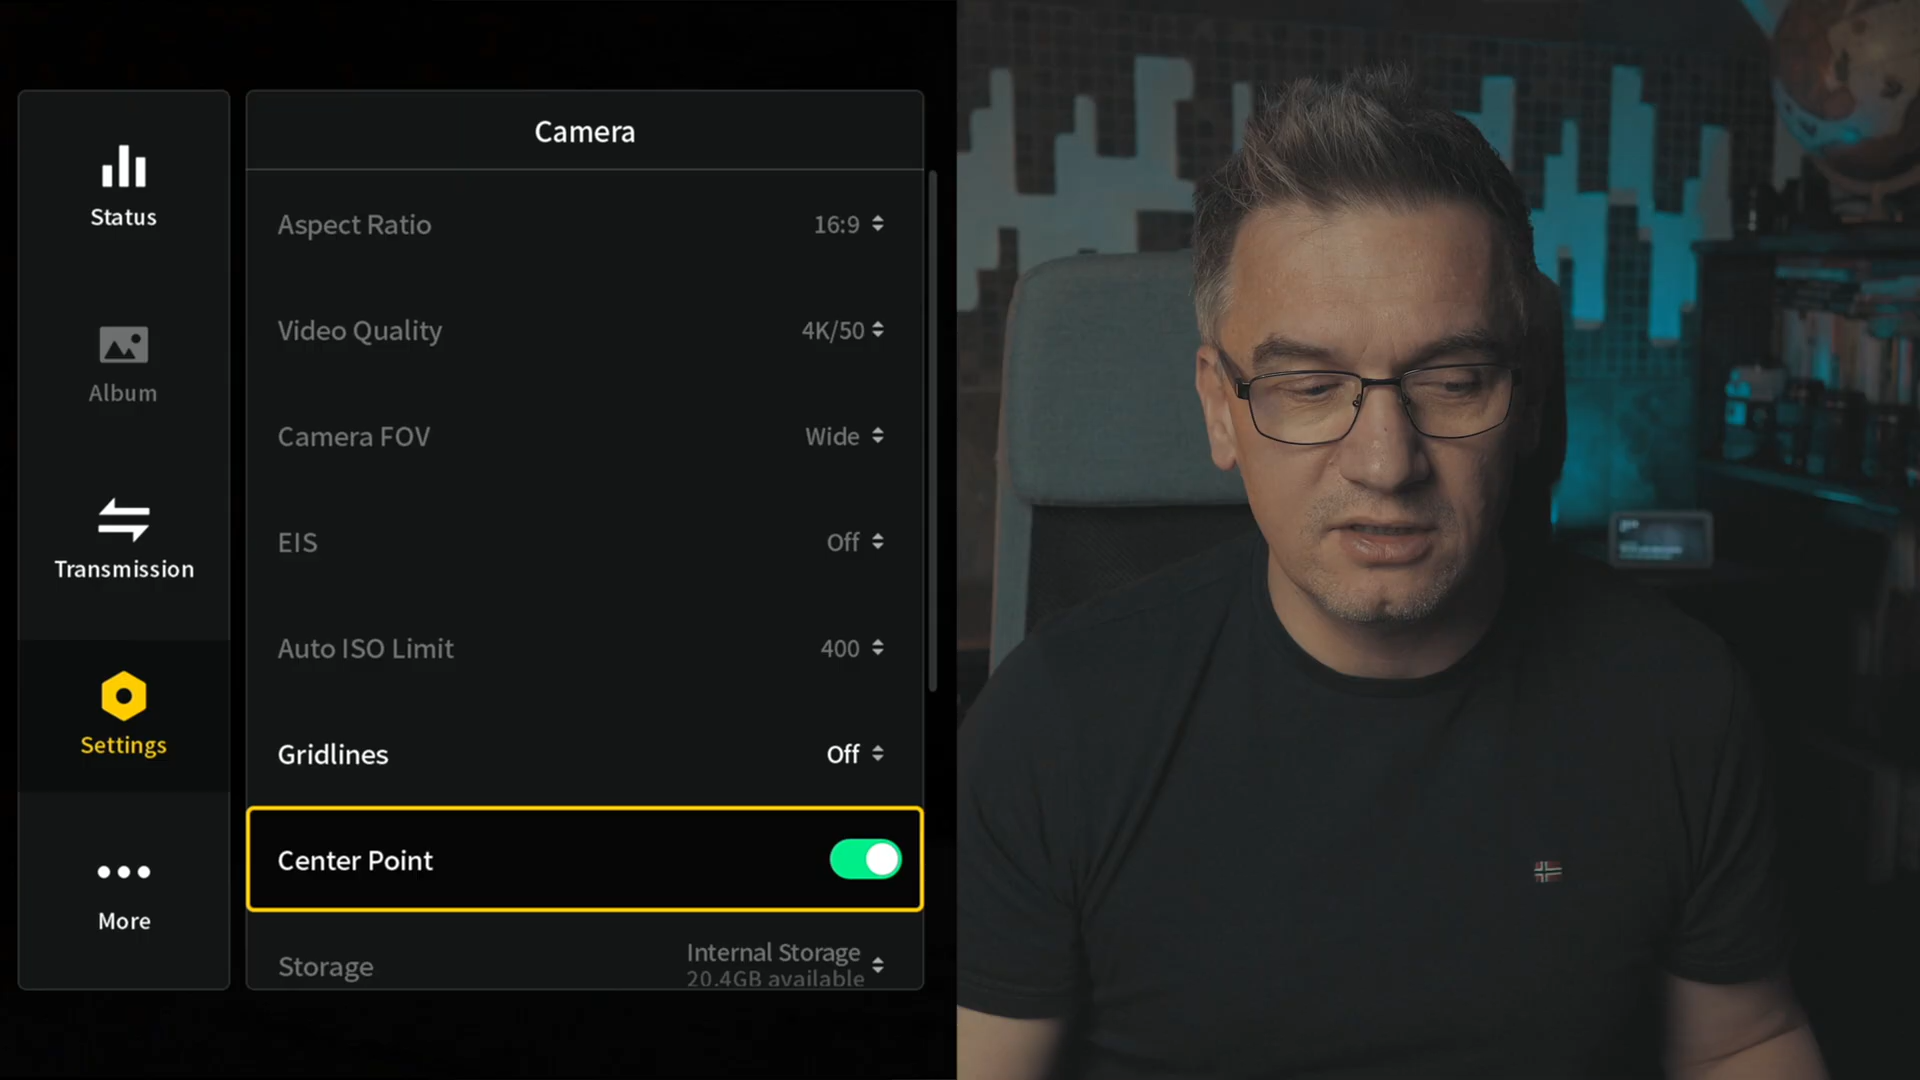 Camera
Status
Aspect Ratio 16:9
Video Quality 4K/50
Album
Camera FOV Wide
EIS Off
Transmission
Auto ISO Limit 400
Settings
Gridlines Off
Center Point
More
Storage Internal Storage
20.4GB available